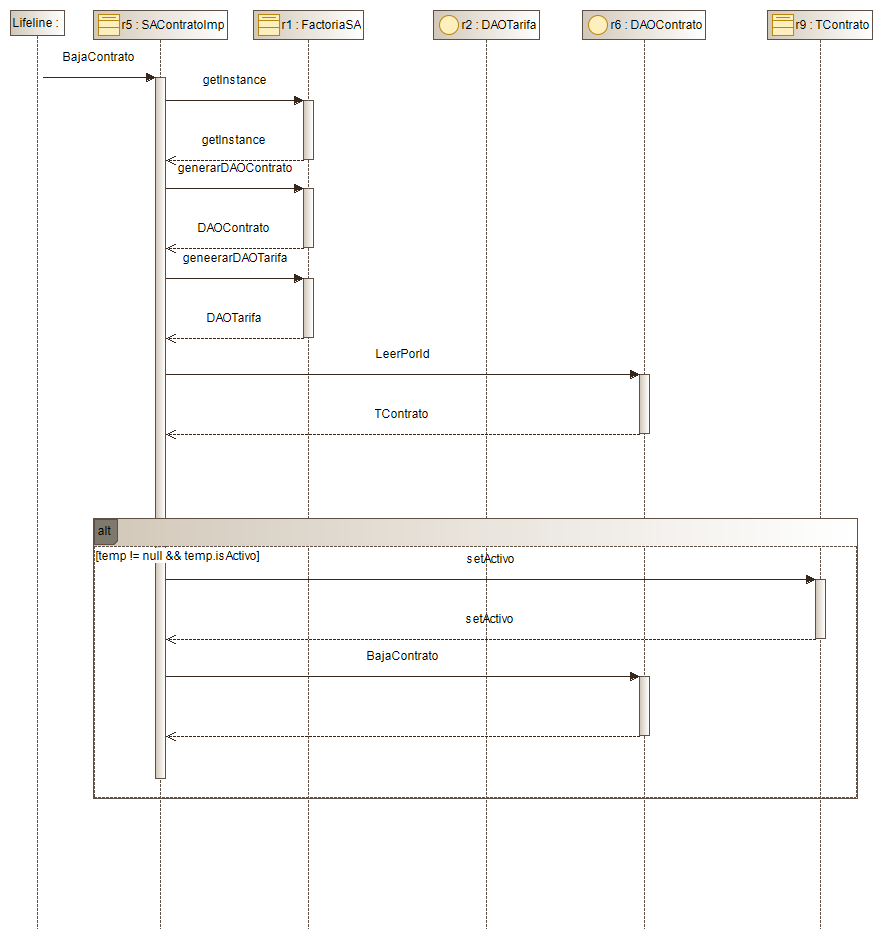 Lifeline :
r5 : SAContratoImp
r1 : FactoriaSA
r2 : DAOTarifa
r6 : DAOContrato
r9 : TContrato
BajaContrato
getInstance
getInstance
generarDAOContrato
DAOContrato
geneerarDAOTarifa
DAOTarifa
LeerPorId
TContrato
alt
[temp != null && temp.isActivo]
setActivo
setActivo
BajaContrato